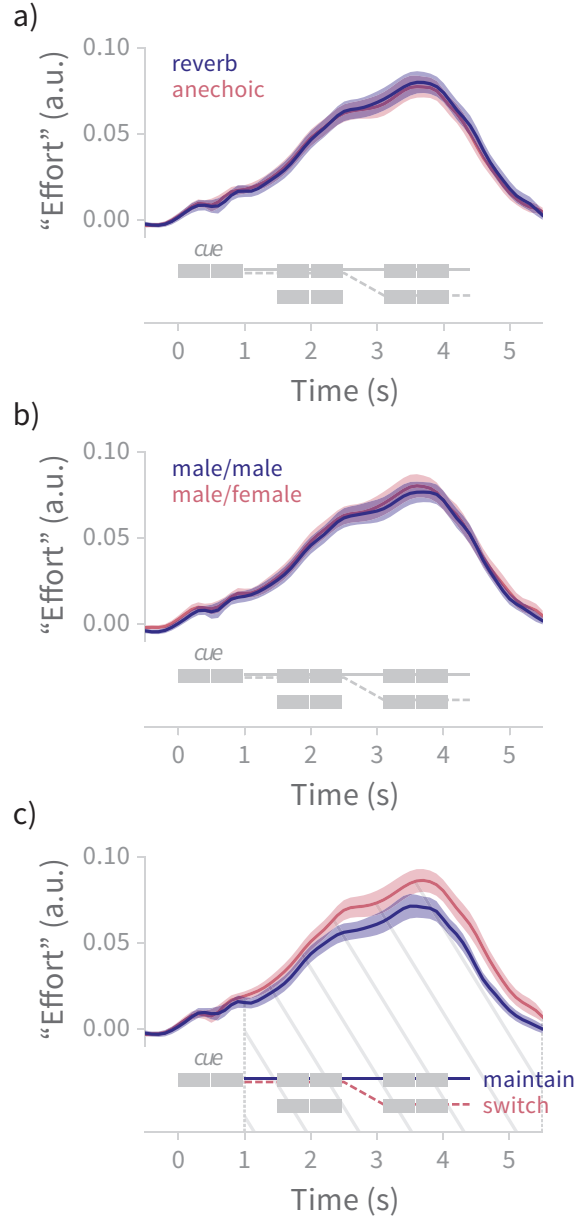 a)
0.10
reverb
anechoic
0.05
0.00
“Effort” (a.u.)
cue
0 1 2 3 4 5
Time (s)
b)
0.10
male/male
male/female
0.05
0.00
“Effort” (a.u.)
cue
0 1 2 3 4 5
Time (s)
c)
0.10
0.05
0.00
“Effort” (a.u.)
cue
maintain
switch
0 1 2 3 4 5
Time (s)